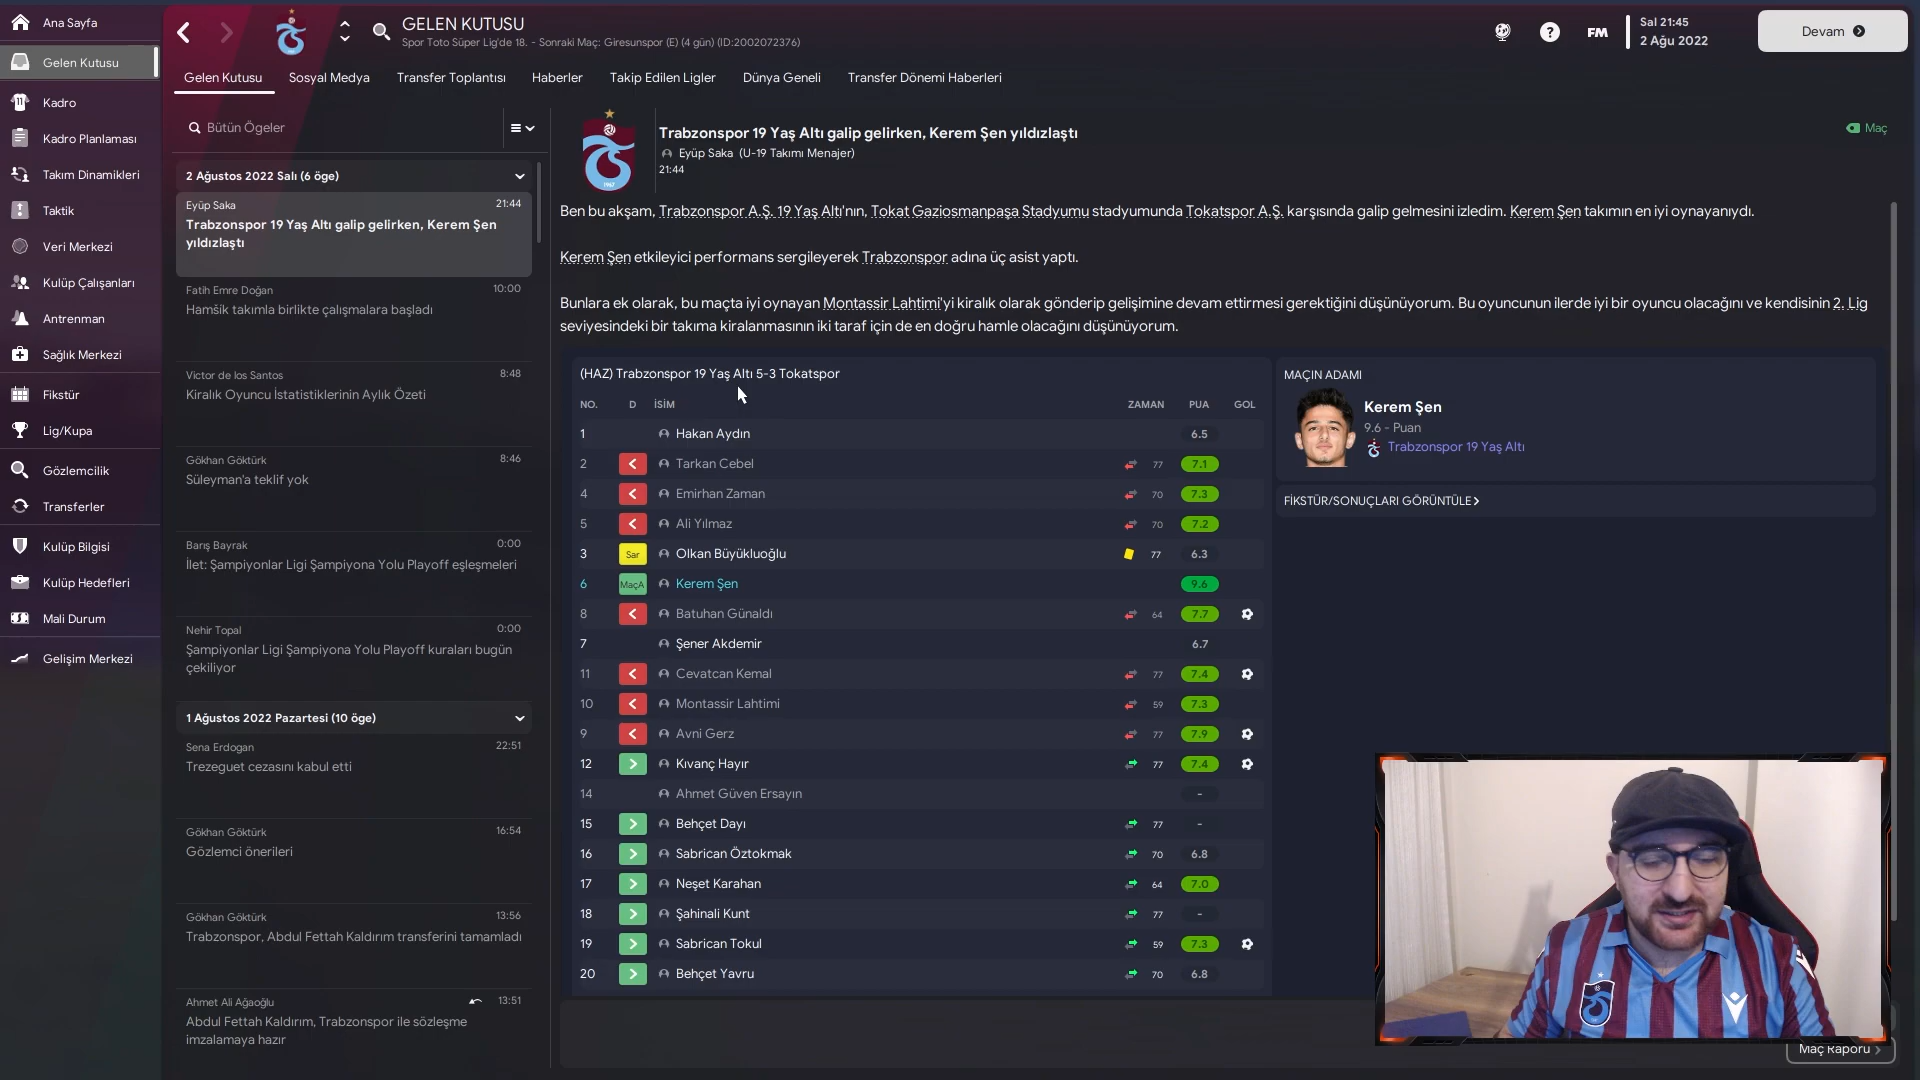 Ana Sayfa
Gelen Kutusu
Kadro
Kadro Planlaması
Takım Dinamikleri
Taktik
Veri Merkezi
Kulüp Çalışanları
Antrenman
Sağlık Merkezi
Fikstür
Lig/Kupa
Gözlemcilik
Transferler
Kulüp Bilgisi
Kulüp Hedefleri
Mali Durum
Gelişim Merkezi
GELEN KUTUSU
Spor Toto Süper Lig'de 18. - Sonraki Maç: Giresunspor (E) (4 gün) (ID:2002072376)
FM
Sal 21:45
2 Ağu 2022
Devam
Gelen Kutusu Sosyal Medya Transfer Toplantısı Haberler Takip Edilen Ligler Dünya Geneli Transfer Dönemi Haberleri
Bütün Ögeler
2 Ağustos 2022 Salı (6 öge)
Eyüp Saka 21:44
Trabzonspor 19 Yaş Altı galip gelirken, Kerem Şen
yıldızlaştı
Fatih Emre Doğan 10:00
Hamšík takımla birlikte çalışmalara başladı
Victor de los Santos 8:48
Kiralık Oyuncu İstatistiklerinin Aylık Özeti
Gökhan Göktürk 8:46
Süleyman'a teklif yok
Barış Bayrak 0:00
İlet: Şampiyonlar Ligi Şampiyona Yolu Playoff eşleşmeleri
Nehir Topal 0:00
Şampiyonlar Ligi Şampiyona Yolu Playoff kuraları bugün
çekiliyor
1 Ağustos 2022 Pazartesi (10 öge)
Sena Erdogan 22:51
Trezeguet cezasını kabul etti
Gökhan Göktürk 16:54
Gözlemci önerileri
Gökhan Göktürk 13:56
Trabzonspor, Abdul Fettah Kaldırım transferini tamamladı
Ahmet Ali Ağaoğlu 13:51
Abdul Fettah Kaldırım, Trabzonspor ile sözleşme
imzalamaya hazır
Trabzonspor 19 Yaş Altı galip gelirken, Kerem Şen yıldızlaştı
Eyüp Saka (U-19 Takımı Menajer)
21:44
Maç
Ben bu akşam, Trabzonspor A.Ş. 19 Yaş Altı'nın, Tokat Gaziosmanpaşa Stadyumu stadyumunda Tokatspor A.Ş. karşısında galip gelmesini izledim. Kerem Şen takımın en iyi oynayanıydı.
Kerem Şen etkileyici performans sergileyerek Trabzonspor adına üç asist yaptı.
Bunlara ek olarak, bu maçta iyi oynayan Montassir Lahtimi'yi kiralık olarak gönderip gelişimine devam ettirmesi gerektiğini düşünüyorum. Bu oyuncunun ilerde iyi bir oyuncu olacağını ve kendisinin 2. Lig
seviyesindeki bir takıma kiralanmasının iki taraf için de en doğru hamle olacağını düşünüyorum.
(HAZ) Trabzonspor 19 Yaş Altı 5-3 Tokatspor
NO. D İSİM ZAMAN PUA GOL
1 Hakan Aydın 6.5
2 Tarkan Cebel 77 7.1
4 Emirhan Zaman 70 7.3
5 Ali Yılmaz 70 7.2
3 Sar Olkan Büyüklüoğlu 77 6.3
6 MaçA Kerem Şen 9.6
8 Batuhan Günaldı 64 7.7
7 Şener Akdemir 6.7
11 Cevatcan Kemal 77 7.4
10 Montassir Lahtimi 59 7.3
9 Avni Gerz 77 7.9
12 Kıvanç Hayır 77 7.4
14 Ahmet Güven Ersayın -
15 Behçet Dayı 77 -
16 Sabrican Öztokmak 70 6.8
17 Neşet Karahan 64 7.0
18 Şahinali Kunt 77 -
19 Sabrican Tokul 59 7.3
20 Behçet Yavru 70 6.8
MAÇIN ADAMI
Kerem Şen
9.6 - Puan
Trabzonspor 19 Yaş Altı
FİKSTÜR/SONUÇLARI GÖRÜNTÜLE
Maç Raporu